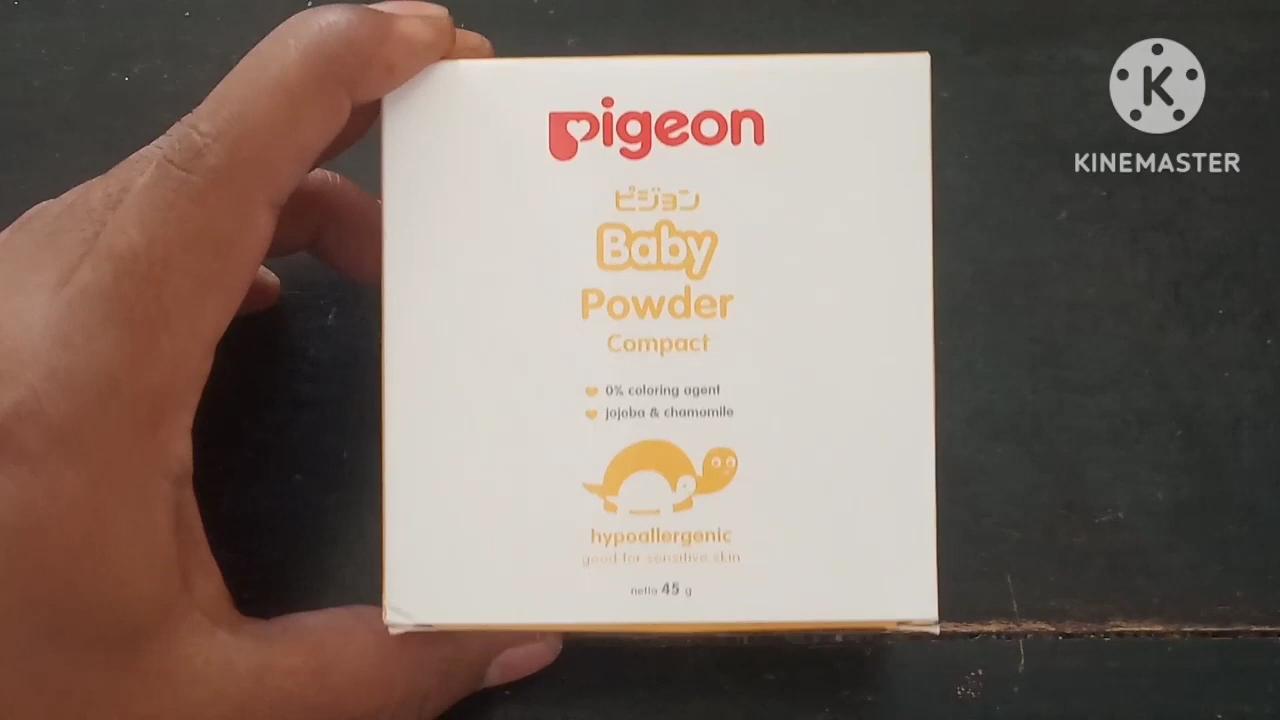 pigeon
ピジョン
Baby
Powder
Compact
0% coloring agent
jojoba & chamomile
hypoallergenic
good for sensitive skin
netto 45 g
K
KINEMASTER